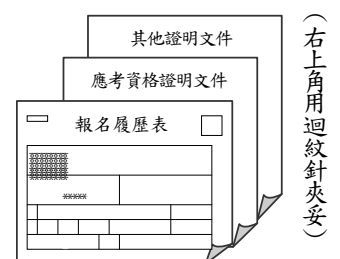 其他證明文件
應考資格證明文件
報名履歷表
（右上角用迴紋針夾妥）